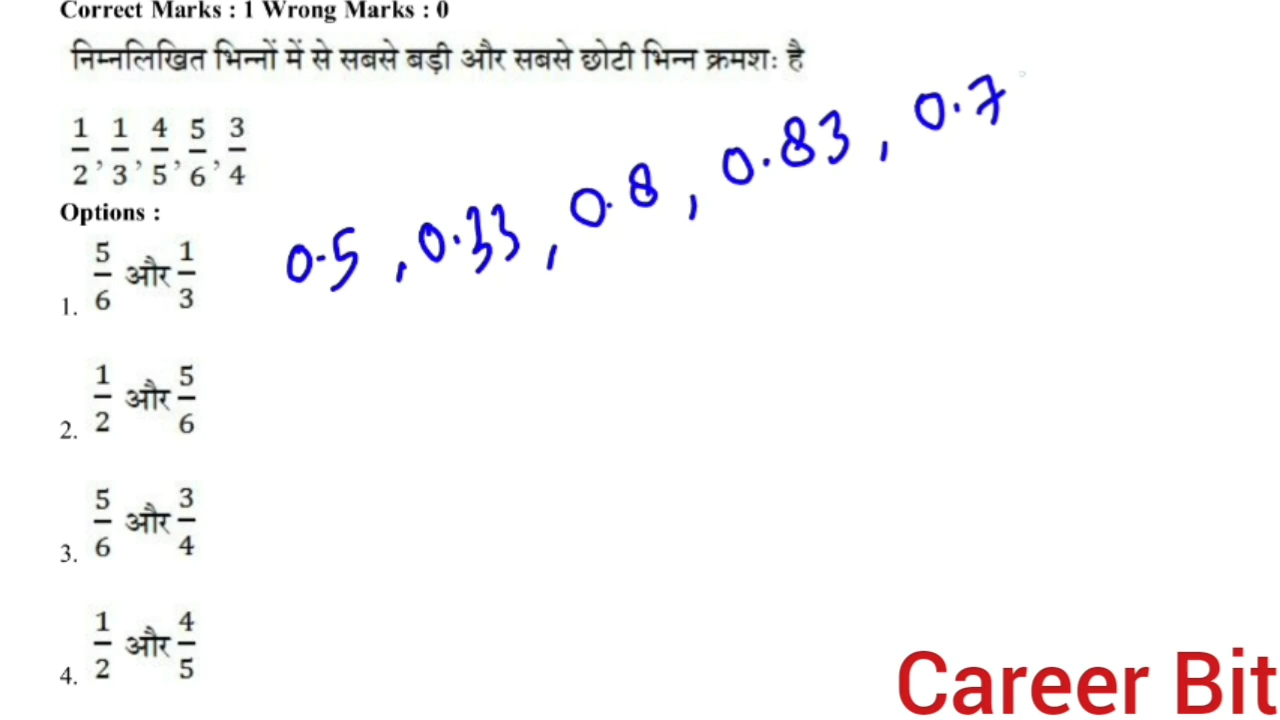 Correct Marks : 1 Wrong Marks : 0
निम्नलिखित भिन्नों में से सबसे बड़ी और सबसे छोटी भिन्न क्रमशः है
1/2, 1/3, 4/5, 5/6, 3/4
0.5, 0.33, 0.8, 0.83, 0.7
Options :
1. 5/6 और 1/3
2. 1/2 और 5/6
3. 5/6 और 3/4
4. 1/2 और 4/5
Career Bit